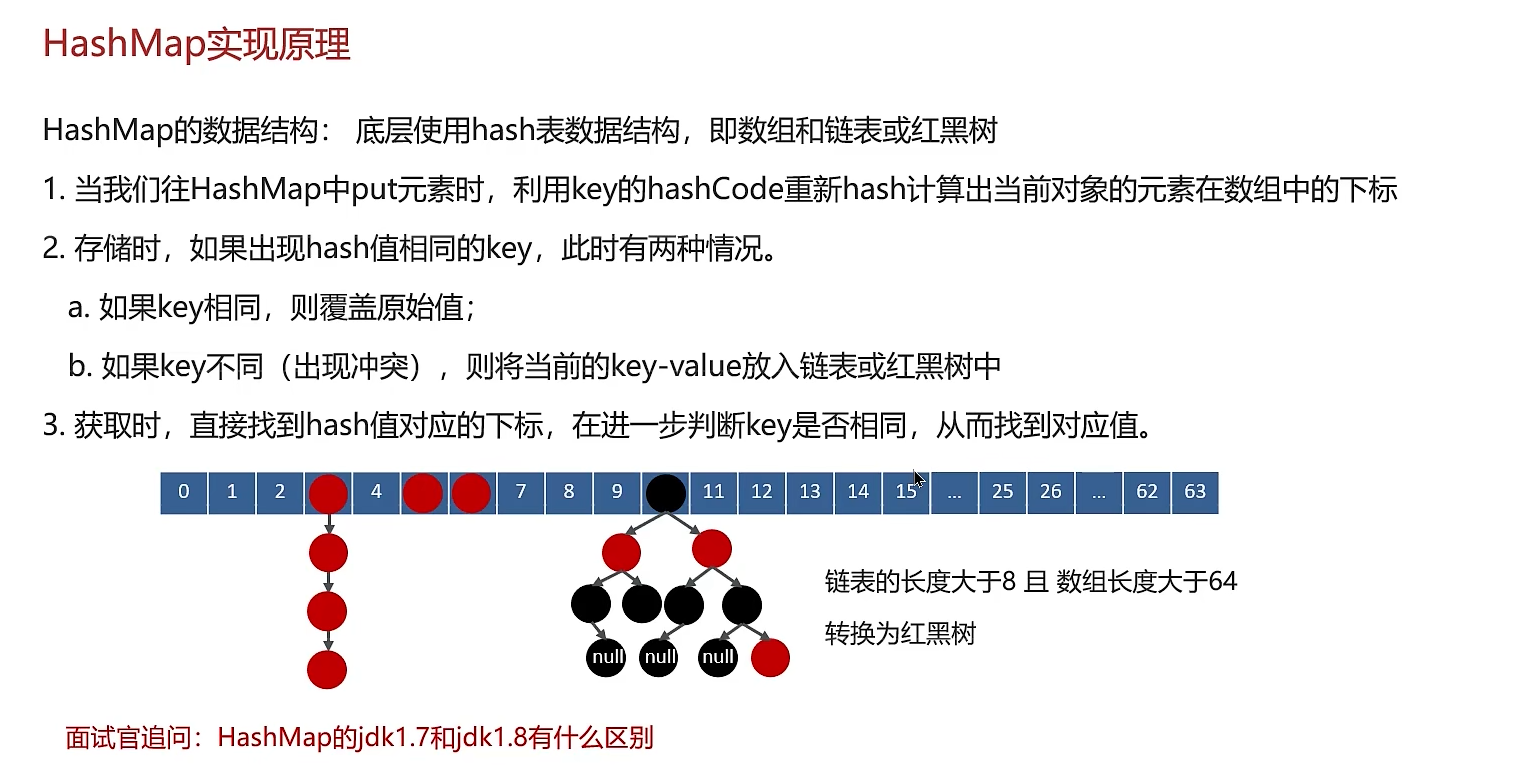 HashMap实现原理
HashMap的数据结构： 底层使用hash表数据结构，即数组和链表或红黑树
1. 当我们往HashMap中put元素时，利用key的hashCode重新hash计算出当前对象的元素在数组中的下标
2. 存储时，如果出现hash值相同的key，此时有两种情况。
a. 如果key相同，则覆盖原始值；
b. 如果key不同（出现冲突），则将当前的key-value放入链表或红黑树中
3. 获取时，直接找到hash值对应的下标，在进一步判断key是否相同，从而找到对应值。
0 1 2 4 7 8 9 11 12 13 14 15 ... 25 26 ... 62 63
链表的长度大于8 且 数组长度大于64
转换为红黑树
null null null
面试官追问：HashMap的jdk1.7和jdk1.8有什么区别